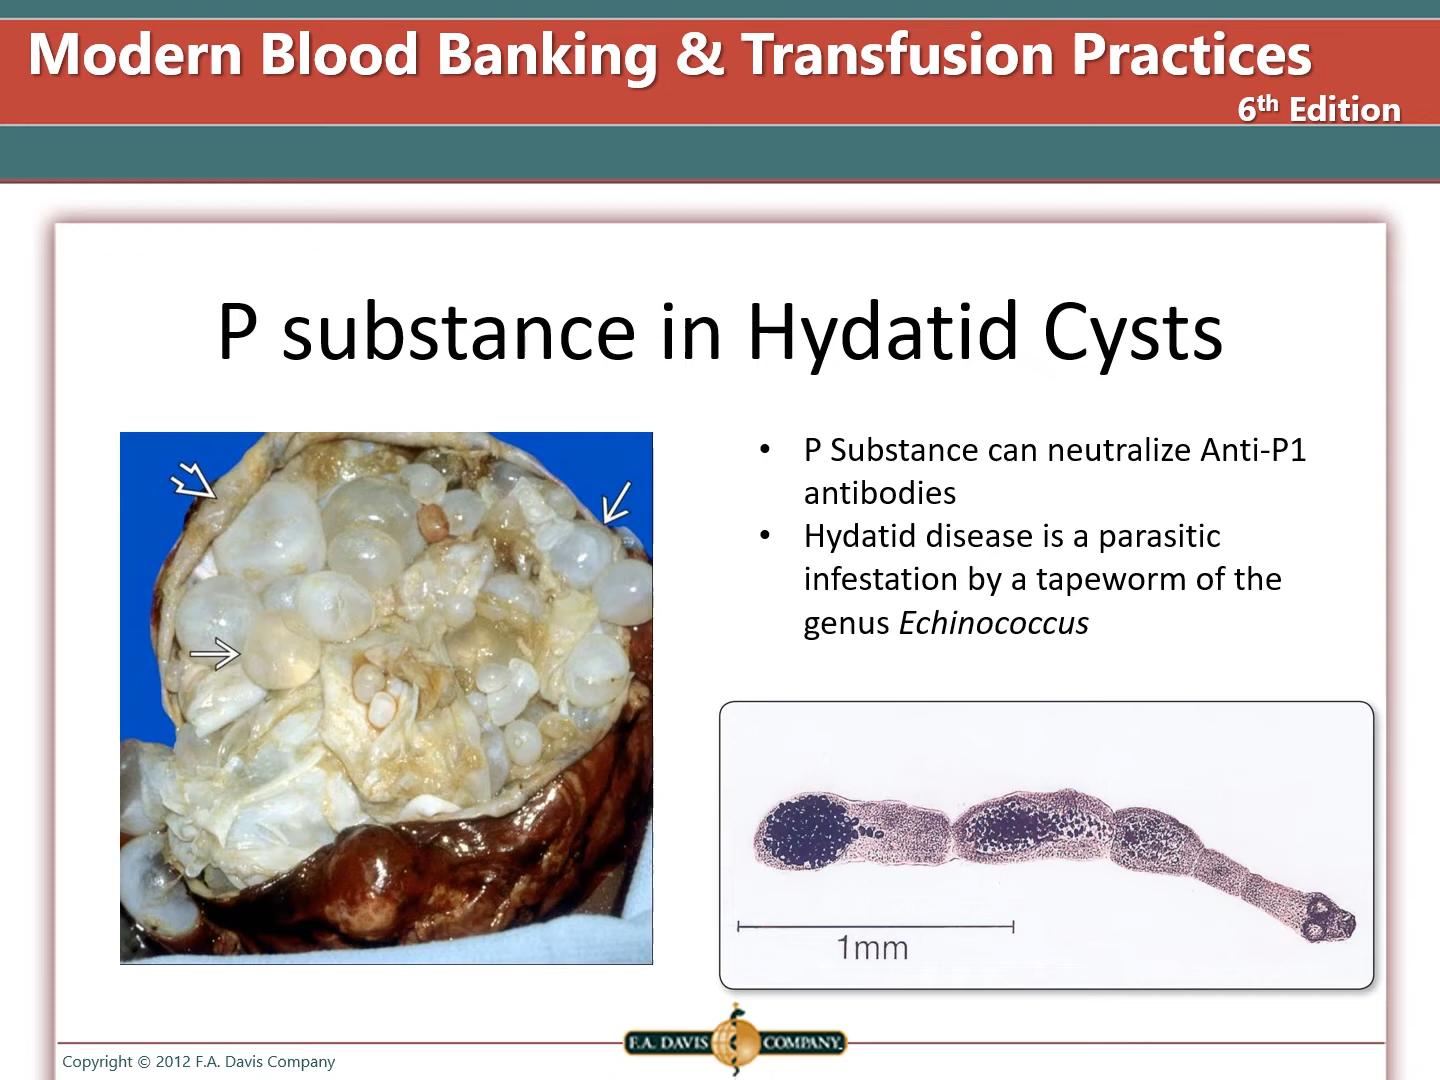 Modern Blood Banking & Transfusion Practices
6th Edition
P substance in Hydatid Cysts
• P Substance can neutralize Anti-P1
antibodies
• Hydatid disease is a parasitic
infestation by a tapeworm of the
genus Echinococcus
1mm
F.A. DAVIS COMPANY.
Copyright © 2012 F.A. Davis Company